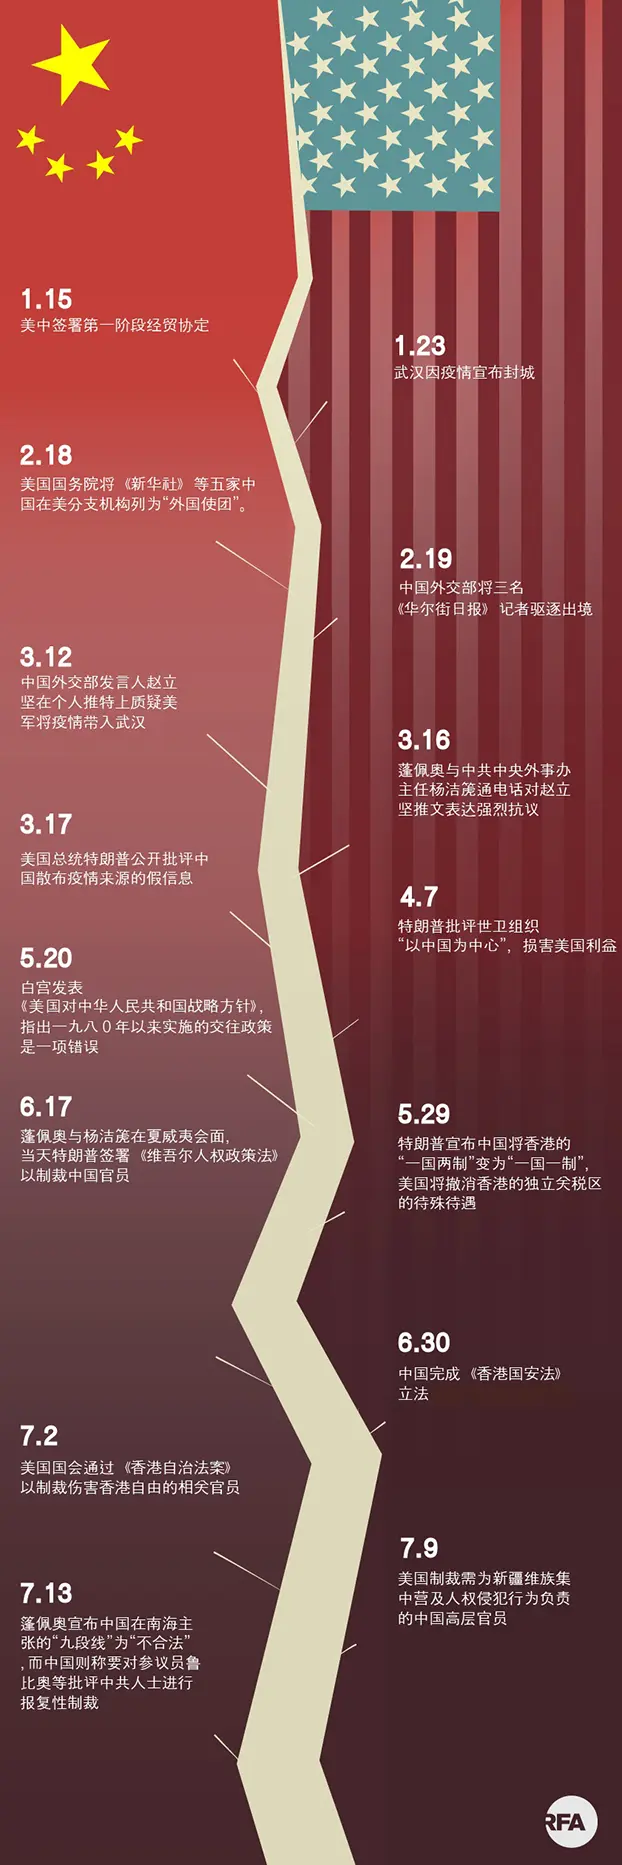 1.15
美中签署第一阶段经贸协定
1.23
武汉因疫情宣布封城
2.18
美国国务院将《新华社》等五家中
国在美分支机构列为“外国使团”。
2.19
中国外交部将三名
《华尔街日报》记者驱逐出境
3.12
中国外交部发言人赵立
坚在个人推特上质疑美
军将疫情带入武汉
3.16
蓬佩奥与中共中央外事办
主任杨洁篪通电话对赵立
坚推文表达强烈抗议
3.17
美国总统特朗普公开批评中
国散布疫情来源的假信息
4.7
特朗普批评世卫组织
“以中国为中心”，损害美国利益
5.20
白宫发表
《美国对中华人民共和国战略方针》，
指出一九八０年以来实施的交往政策
是一项错误
5.29
特朗普宣布中国将香港的
“一国两制”变为“一国一制”，
美国将撤消香港的独立关税区
的待殊待遇
6.17
蓬佩奥与杨洁篪在夏威夷会面，
当天特朗普签署《维吾尔人权政策法》
以制裁中国官员
6.30
中国完成《香港国安法》
立法
7.2
美国国会通过《香港自治法案》
以制裁伤害香港自由的相关官员
7.9
美国制裁需为新疆维族集
中营及人权侵犯行为负责
的中国高层官员
7.13
篷佩奥宣布中国在南海主
张的“九段线”为“不合法”
，而中国则称要对参议员鲁
比奥等批评中共人士进行
报复性制裁
RFA